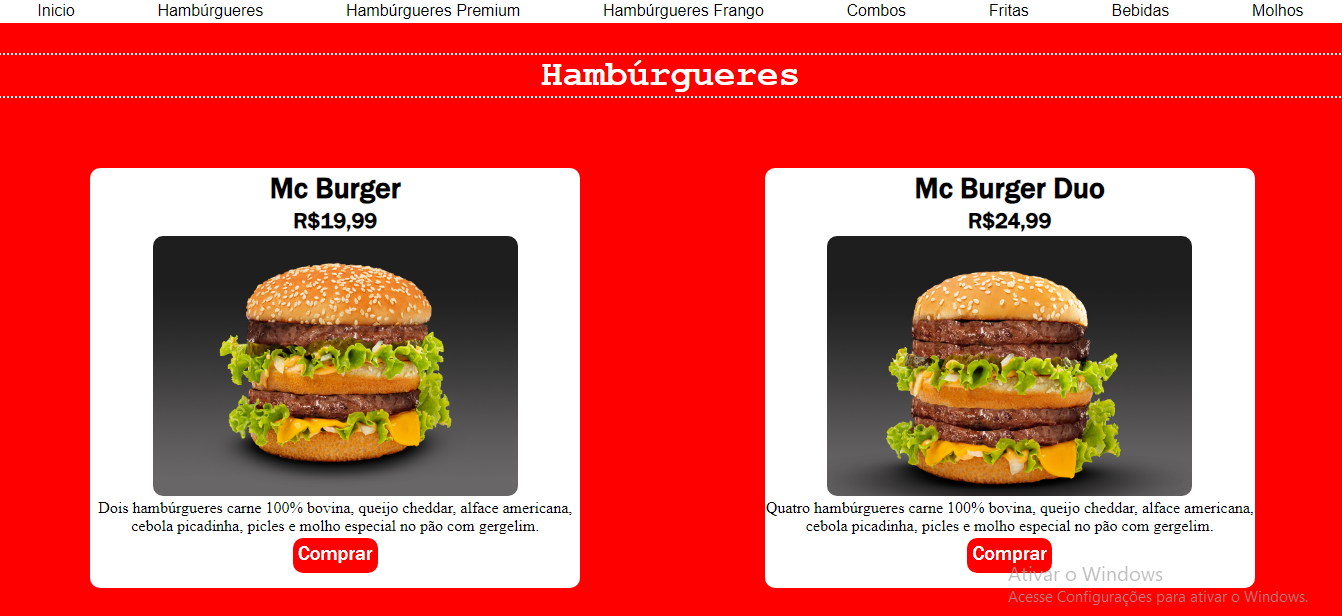 Inicio Hambúrgueres Hambúrgueres Premium Hambúrgueres Frango Combos Fritas Bebidas Molhos
Hambúrgueres
Mc Burger
R$19,99
Dois hambúrgueres carne 100% bovina, queijo cheddar, alface americana,
cebola picadinha, picles e molho especial no pão com gergelim.
Comprar
Mc Burger Duo
R$24,99
Quatro hambúrgueres carne 100% bovina, queijo cheddar, alface americana,
cebola picadinha, picles e molho especial no pão com gergelim.
Comprar
Ativar o Windows
Acesse Configurações para ativar o Windows.